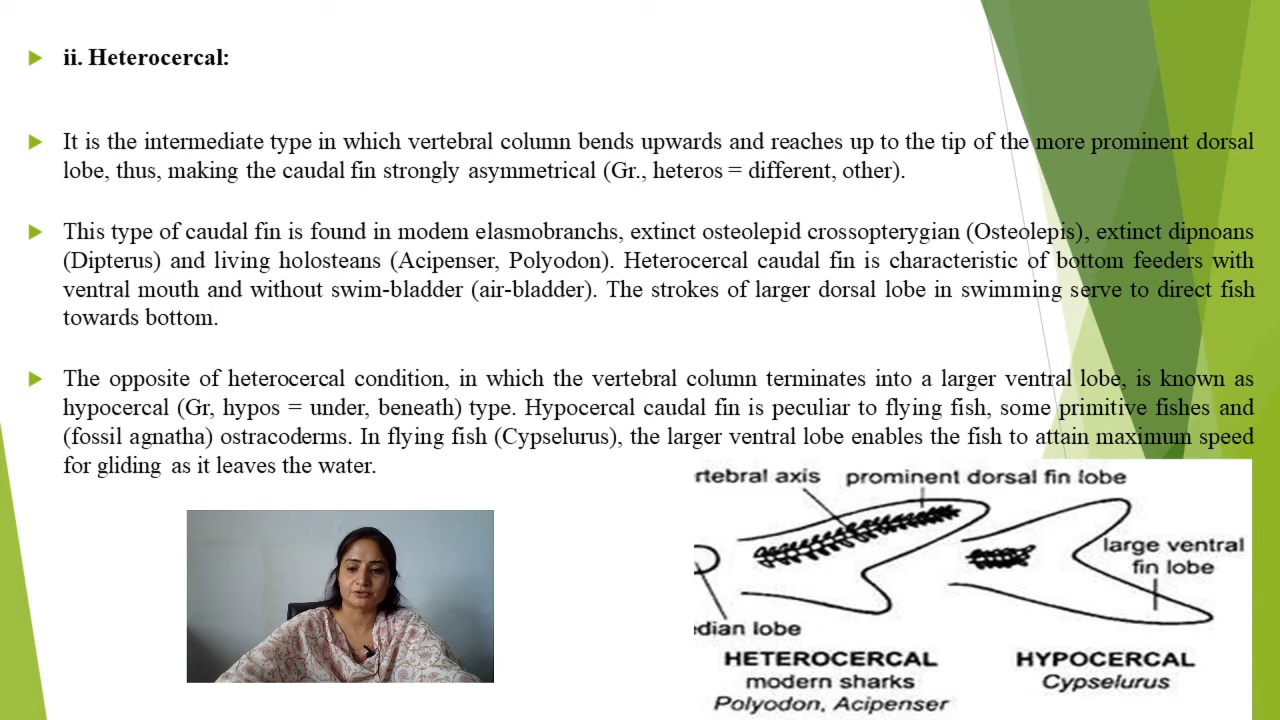 ii. Heterocercal:
It is the intermediate type in which vertebral column bends upwards and reaches up to the tip of the more prominent dorsal
lobe, thus, making the caudal fin strongly asymmetrical (Gr., heteros = different, other).
This type of caudal fin is found in modem elasmobranchs, extinct osteolepid crossopterygian (Osteolepis), extinct dipnoans
(Dipterus) and living holosteans (Acipenser, Polyodon). Heterocercal caudal fin is characteristic of bottom feeders with
ventral mouth and without swim-bladder (air-bladder). The strokes of larger dorsal lobe in swimming serve to direct fish
towards bottom.
The opposite of heterocercal condition, in which the vertebral column terminates into a larger ventral lobe, is known as
hypocercal (Gr, hypos = under, beneath) type. Hypocercal caudal fin is peculiar to flying fish, some primitive fishes and
(fossil agnatha) ostracoderms. In flying fish (Cypselurus), the larger ventral lobe enables the fish to attain maximum speed
for gliding as it leaves the water.
rtebral axis prominent dorsal fin lobe
large ventral
fin lobe
dian lobe
HETEROCERCAL
modern sharks
Polyodon, Acipenser
HYPOCERCAL
Cypselurus